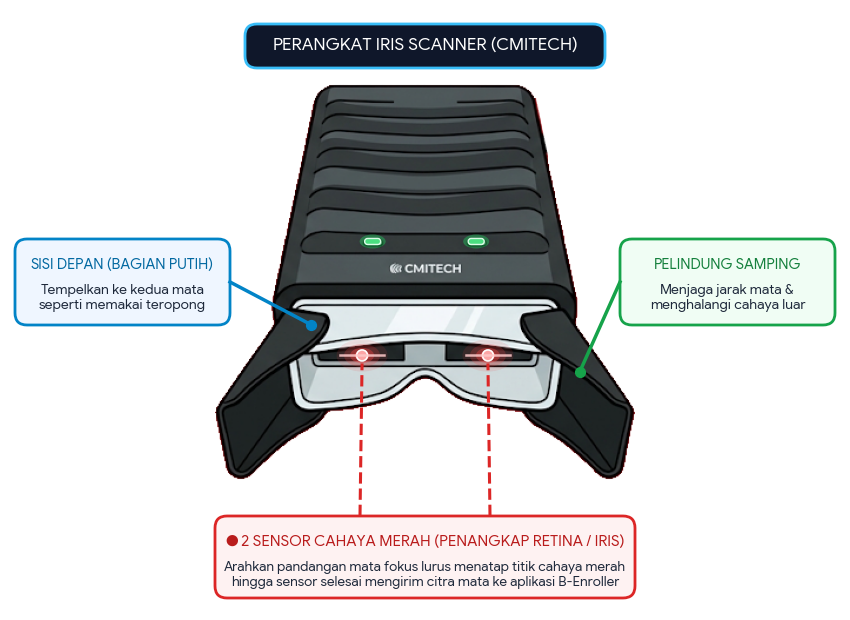 PERANGKAT IRIS SCANNER (CMITECH)
CMITECH
SISI DEPAN (BAGIAN PUTIH)
Tempelkan ke kedua mata
seperti memakai teropong
PELINDUNG SAMPING
Menjaga jarak mata &
menghalangi cahaya luar
2 SENSOR CAHAYA MERAH (PENANGKAP RETINA / IRIS)
Arahkan pandangan mata fokus lurus menatap titik cahaya merah
hingga sensor selesai mengirim citra mata ke aplikasi B-Enroller